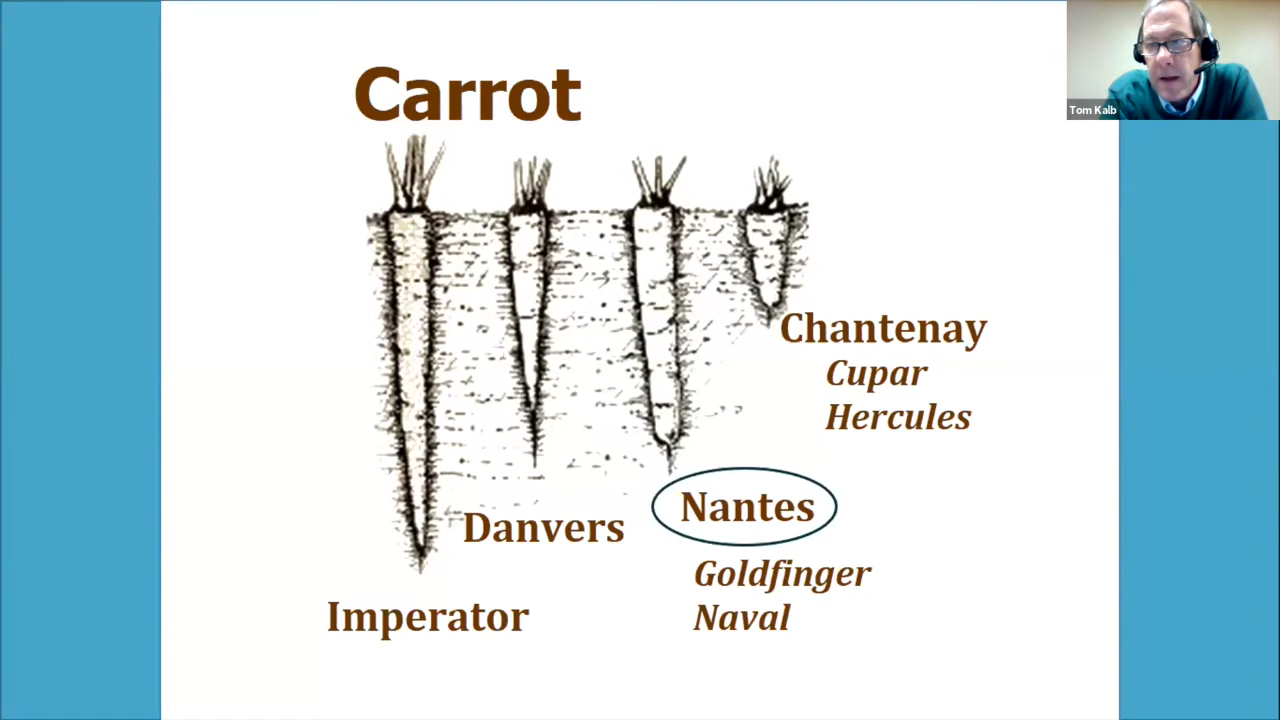 Carrot
Tom Kalb
Chantenay
Cupar
Hercules
Nantes
Goldfinger
Naval
Danvers
Imperator